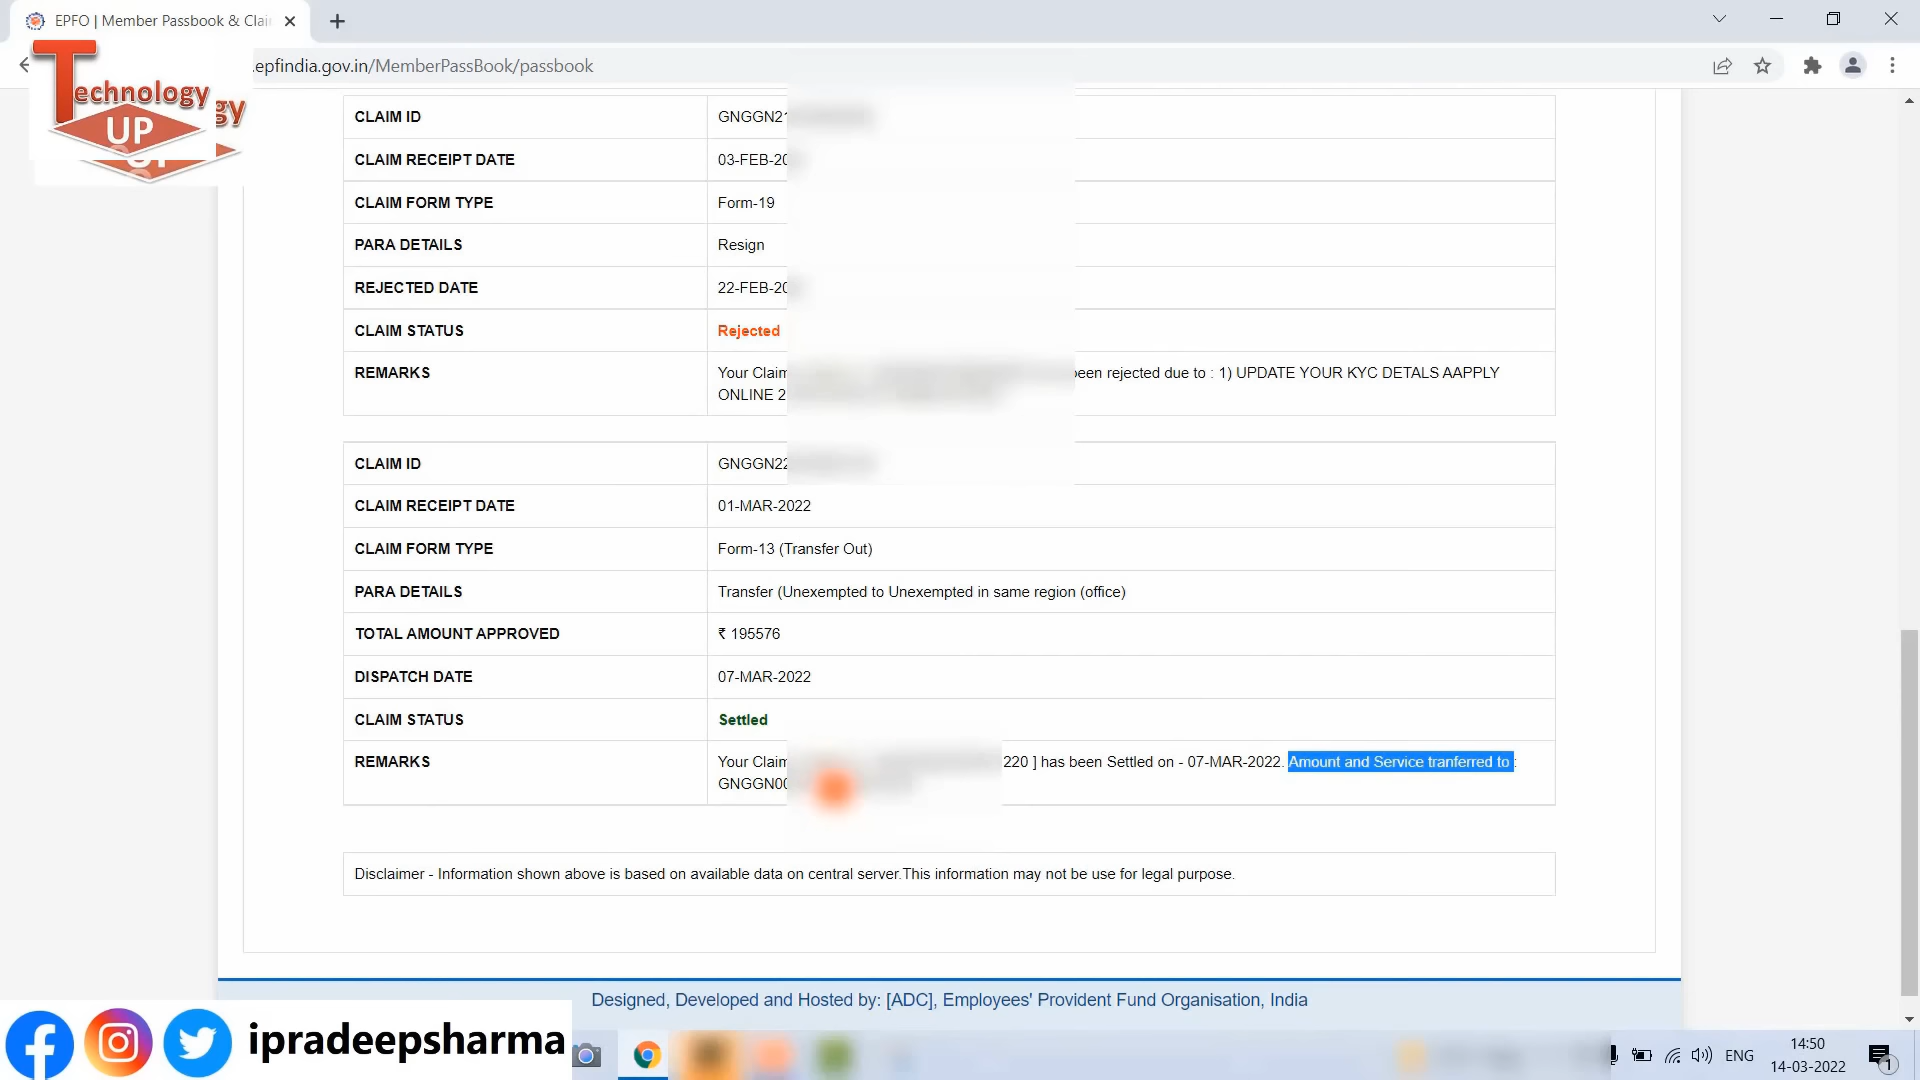 EPFO | Member Passbook & Clai
Technology
gy
UP
.epfindia.gov.in/MemberPassBook/passbook
CLAIM ID GNGGN21
CLAIM RECEIPT DATE 03-FEB-20
CLAIM FORM TYPE Form-19
PARA DETAILS Resign
REJECTED DATE 22-FEB-20
CLAIM STATUS Rejected
REMARKS Your Claim been rejected due to : 1) UPDATE YOUR KYC DETALS AAPPLY
ONLINE 2
CLAIM ID GNGGN22
CLAIM RECEIPT DATE 01-MAR-2022
CLAIM FORM TYPE Form-13 (Transfer Out)
PARA DETAILS Transfer (Unexempted to Unexempted in same region (office)
TOTAL AMOUNT APPROVED ₹ 195576
DISPATCH DATE 07-MAR-2022
CLAIM STATUS Settled
REMARKS Your Claim 220 ] has been Settled on - 07-MAR-2022. Amount and Service tranferred to :
GNGGN00
Disclaimer - Information shown above is based on available data on central server.This information may not be use for legal purpose.
Designed, Developed and Hosted by: [ADC], Employees' Provident Fund Organisation, India
ipradeepsharma
ENG
14:50
14-03-2022
1